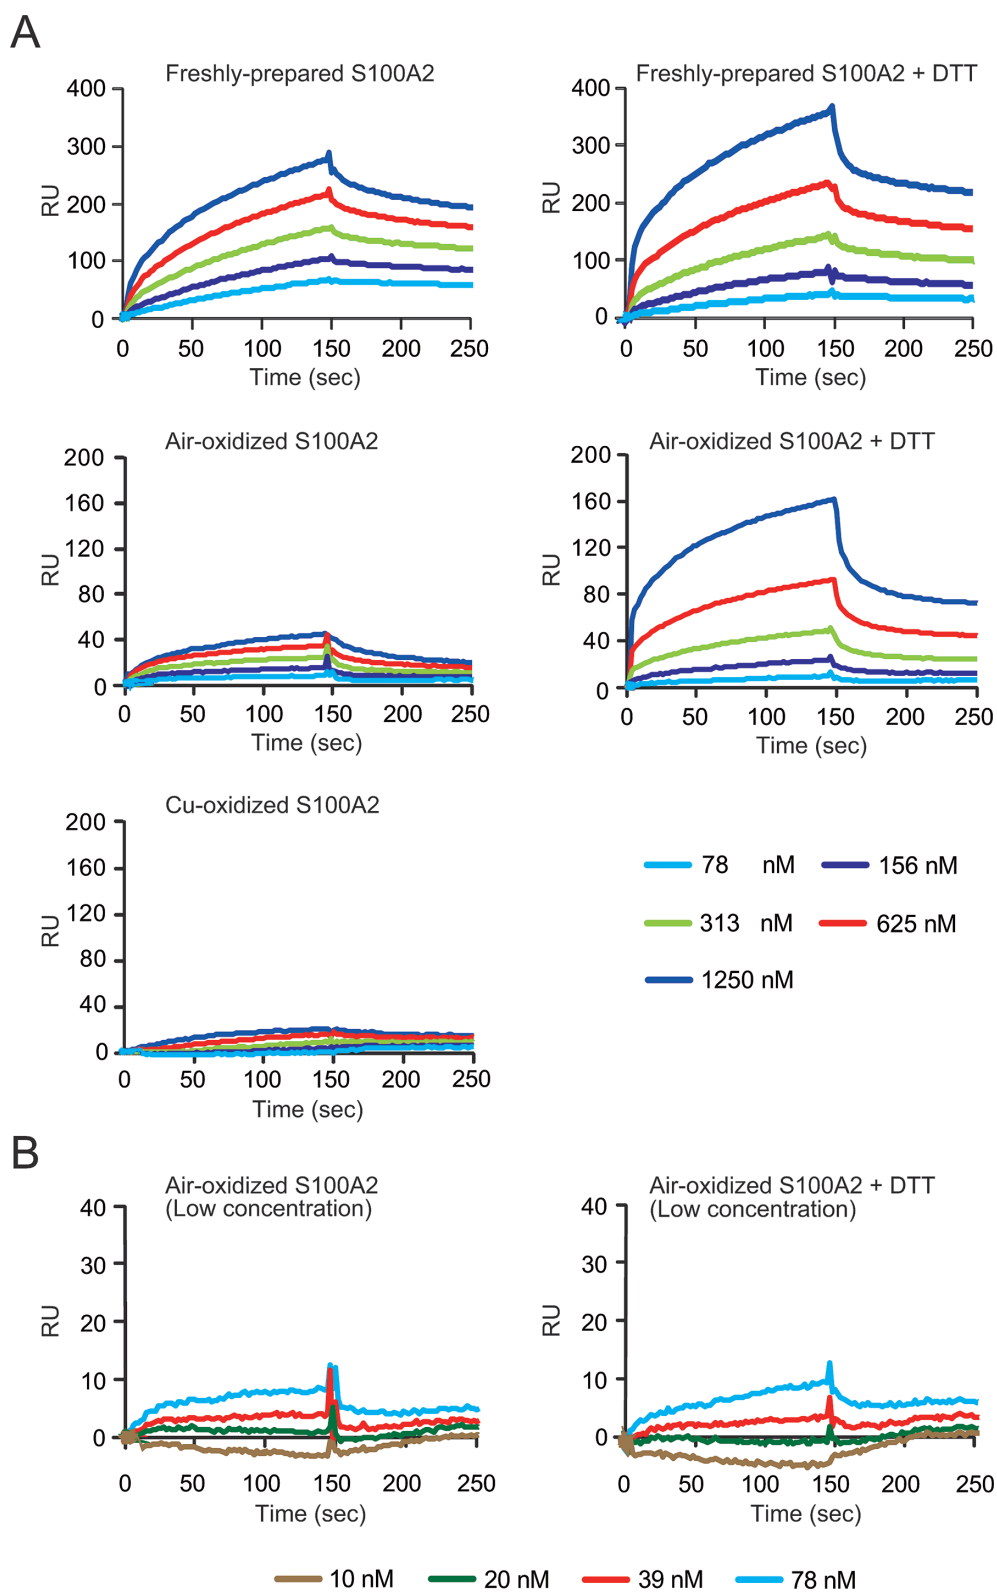 A
Freshly-prepared S100A2
400
300
200
100
0
RU
0 50 100 150 200 250
Time (sec)
Freshly-prepared S100A2 + DTT
400
300
200
100
0
RU
0 50 100 150 200 250
Time (sec)
Air-oxidized S100A2
200
160
120
80
40
0
RU
0 50 100 150 200 250
Time (sec)
Air-oxidized S100A2 + DTT
200
160
120
80
40
0
RU
0 50 100 150 200 250
Time (sec)
Cu-oxidized S100A2
200
160
120
80
40
0
RU
0 50 100 150 200 250
Time (sec)
78 nM 156 nM
313 nM 625 nM
1250 nM
B
Air-oxidized S100A2
(Low concentration)
40
30
20
10
0
RU
0 50 100 150 200 250
Time (sec)
Air-oxidized S100A2 + DTT
(Low concentration)
40
30
20
10
0
RU
0 50 100 150 200 250
Time (sec)
10 nM 20 nM 39 nM 78 nM